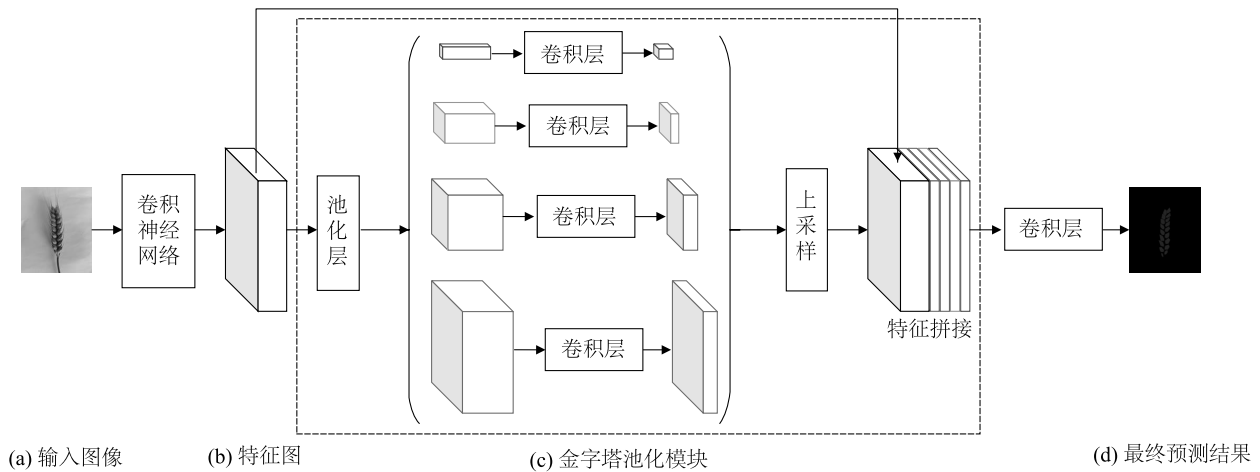 卷积层
卷积层
卷积层
卷积层
卷积
神经
网络
池
化
层
上
采
样
卷积层
特征拼接
(a) 输入图像
(b) 特征图
(c) 金字塔池化模块
(d) 最终预测结果